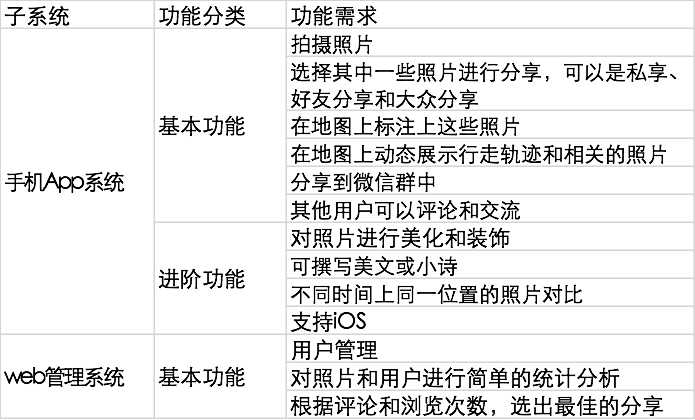 子系统 功能分类 功能需求
拍摄照片
选择其中一些照片进行分享，可以是私享、
好友分享和大众分享
基本功能 在地图上标注上这些照片
在地图上动态展示行走轨迹和相关的照片
手机App系统 分享到微信群中
其他用户可以评论和交流
对照片进行美化和装饰
进阶功能 可撰写美文或小诗
不同时间上同一位置的照片对比
支持iOS
用户管理
web管理系统 基本功能 对照片和用户进行简单的统计分析
根据评论和浏览次数，选出最佳的分享